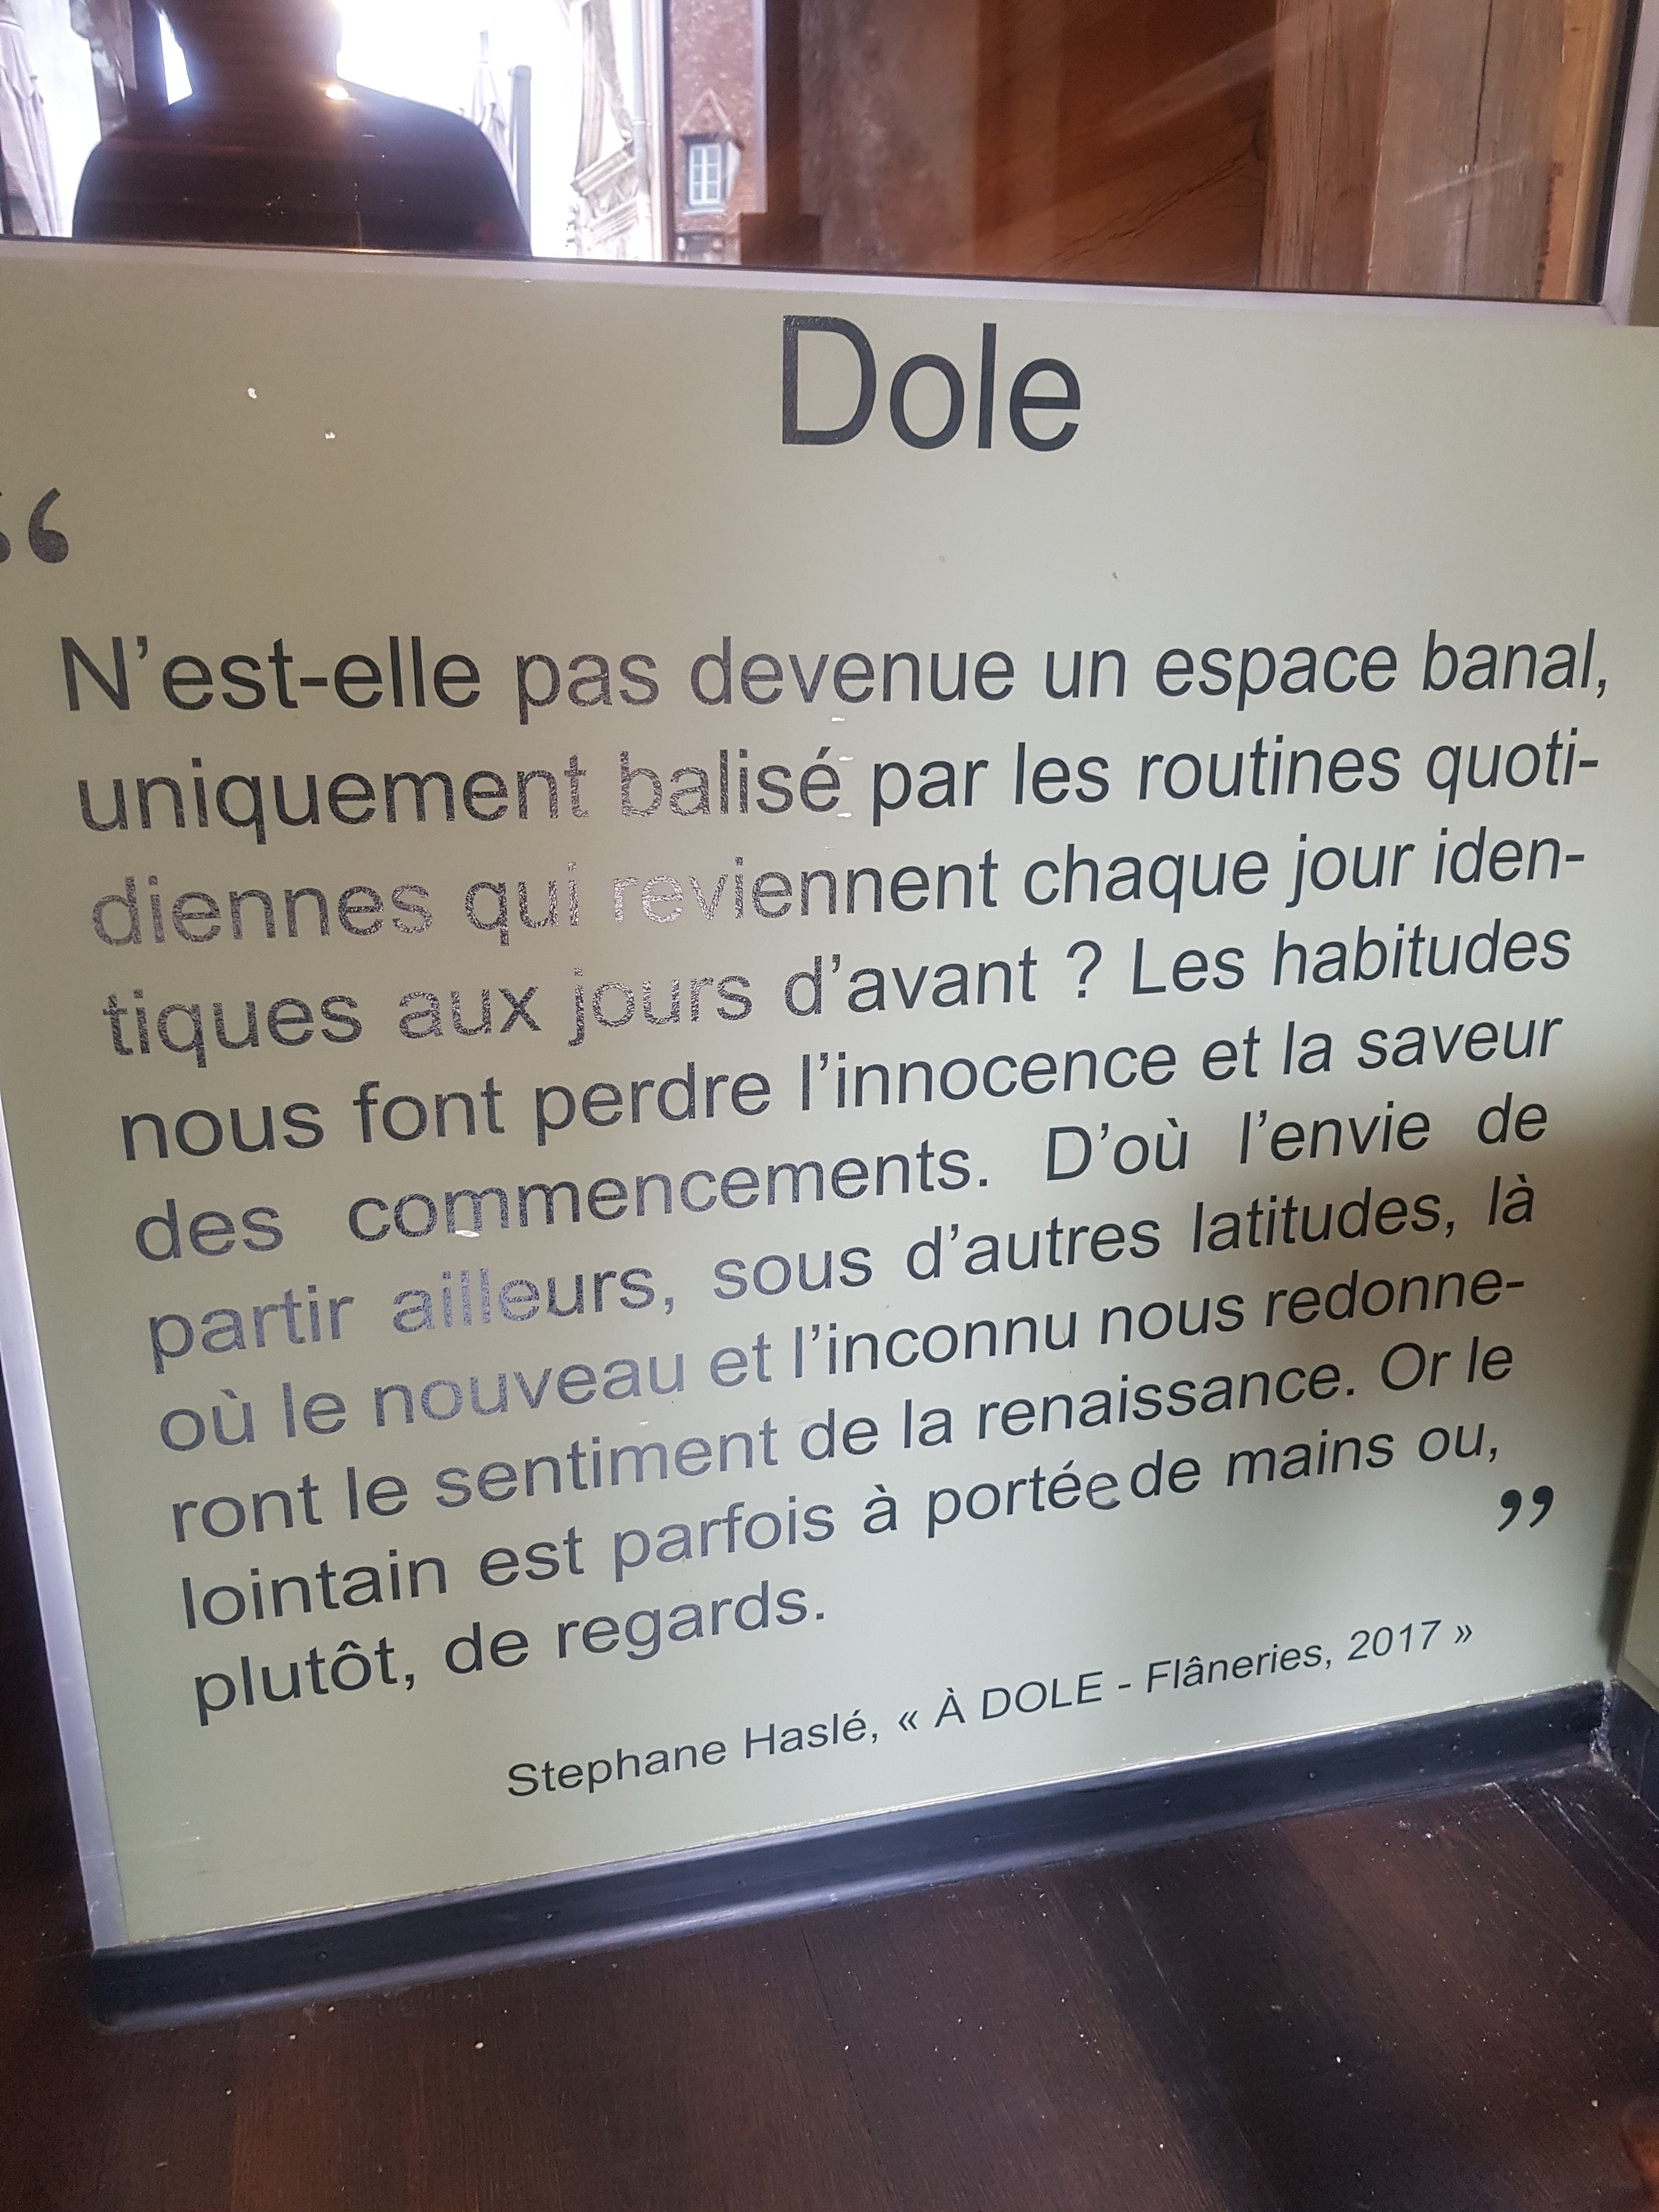 Dole
“
N’est-elle pas devenue un espace banal,
uniquement balisé par les routines quoti-
diennes qui reviennent chaque jour iden-
tiques aux jours d’avant ? Les habitudes
nous font perdre l’innocence et la saveur
des commencements. D’où l’envie de
partir ailleurs, sous d’autres latitudes, là
où le nouveau et l’inconnu nous redonne-
ront le sentiment de la renaissance. Or le
lointain est parfois à portée de mains ou,
plutôt, de regards.
”
Stephane Haslé, « À DOLE - Flâneries, 2017 »